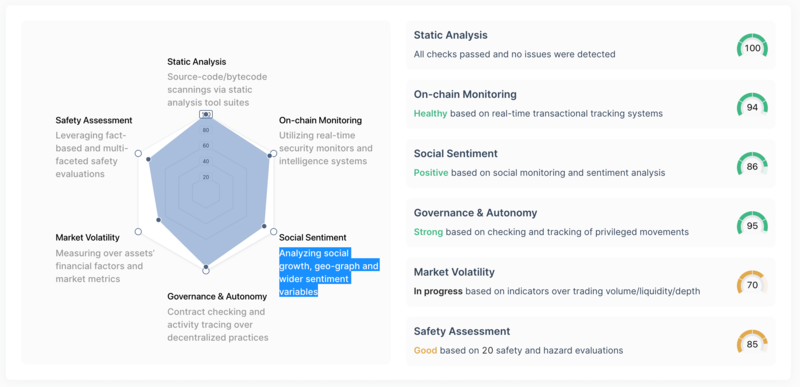 Static Analysis
Source-code/bytecode
scannings via static
analysis tool suites
Safety Assessment
Leveraging fact-
based and multi-
faceted safety
evaluations
100
80
60
40
20
On-chain Monitoring
Utilizing real-time
security monitors and
intelligence systems
Market Volatility
Measuring over assets'
financial factors and
market metrics
Social Sentiment
Analyzing social
growth, geo-graph and
wider sentiment
variables
Governance & Autonomy
Contract checking and
activity tracing over
decentralized practices
Static Analysis
All checks passed and no issues were detected
100
On-chain Monitoring
Healthy based on real-time transactional tracking systems
94
Social Sentiment
Positive based on social monitoring and sentiment analysis
86
Governance & Autonomy
Strong based on checking and tracking of privileged movements
95
Market Volatility
In progress based on indicators over trading volume/liquidity/depth
70
Safety Assessment
Good based on 20 safety and hazard evaluations
85